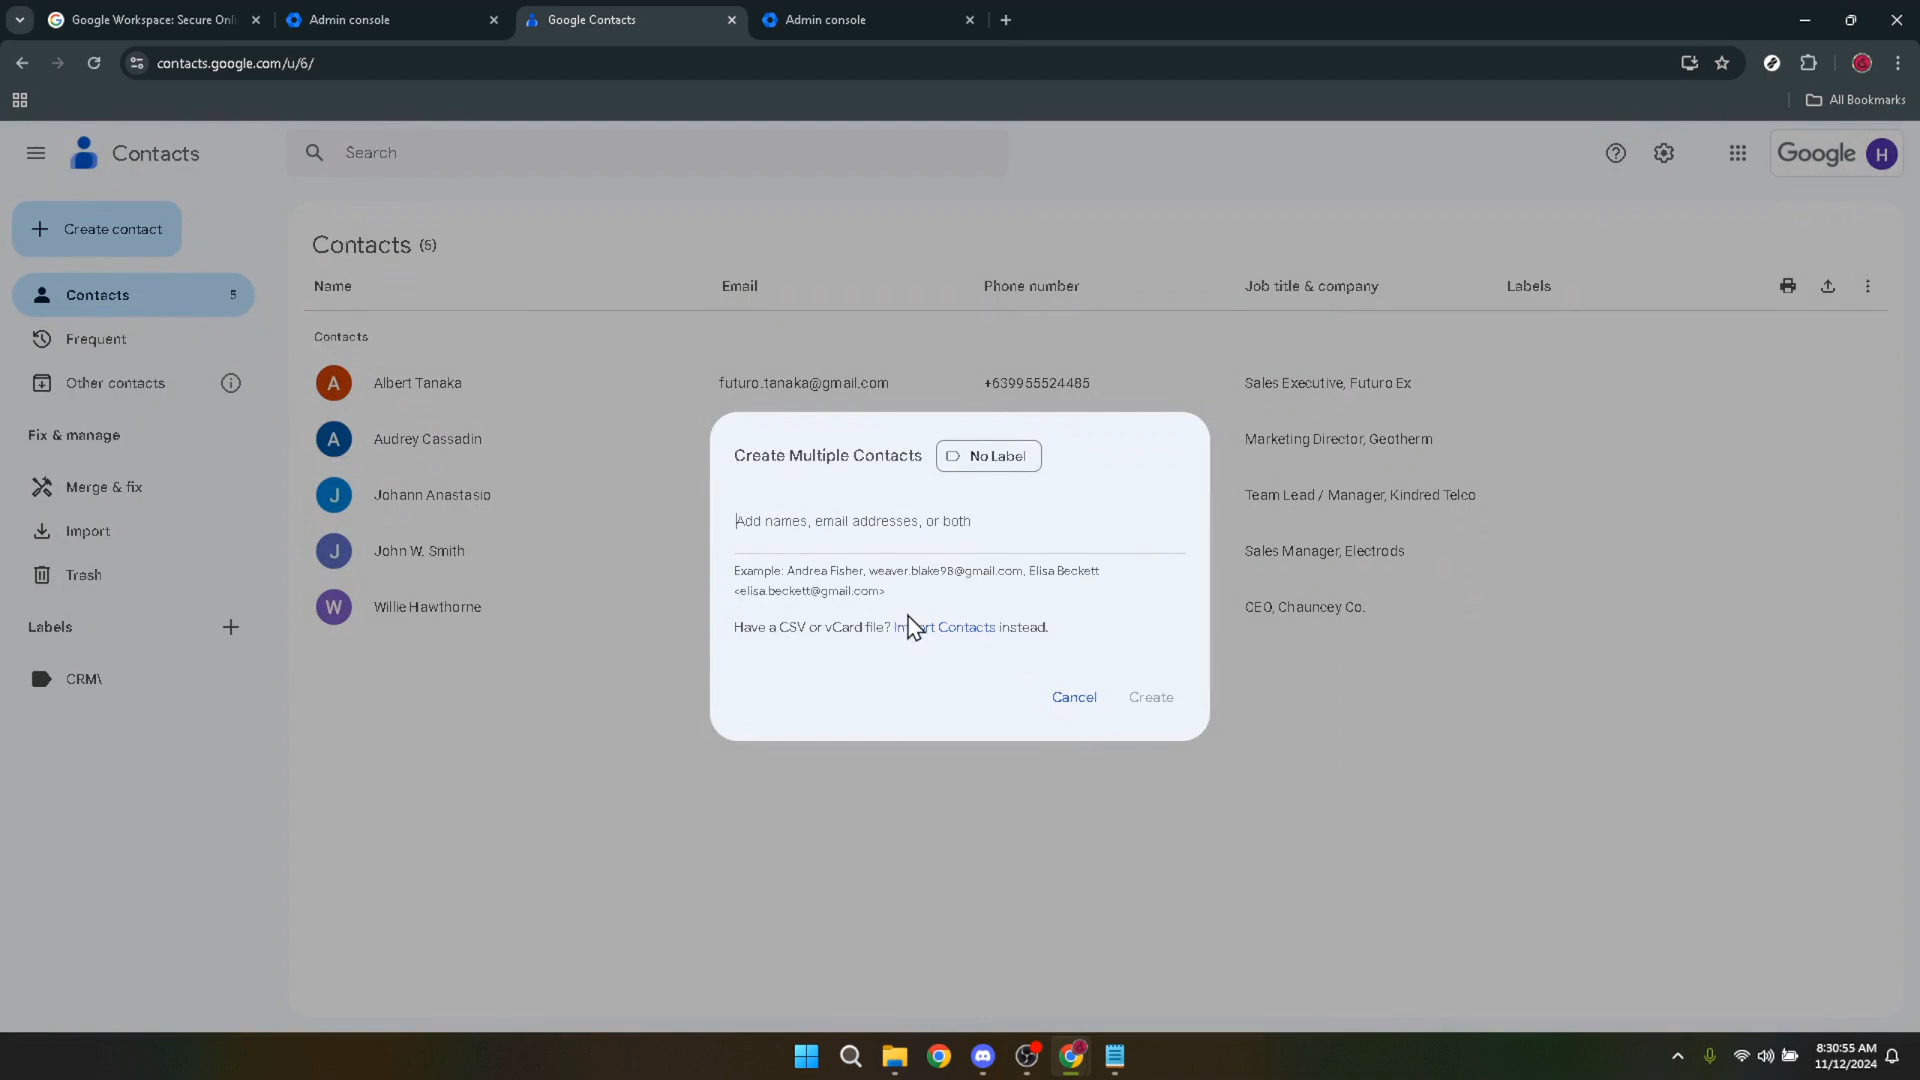 Google Workspace: Secure Onli
Admin console
Google Contacts
Admin console
contacts.google.com/u/6/
All Bookmarks
Contacts
Search
Google
H
Create contact
Contacts (5)
Name
Email
Phone number
Job title & company
Labels
Contacts
5
Frequent
Contacts
Other contacts
A
Albert Tanaka
futuro.tanaka@gmail.com
+639955524485
Sales Executive, Futuro Ex
Fix & manage
A
Audrey Cassadin
Marketing Director, Geotherm
Create Multiple Contacts
No Label
Merge & fix
J
Johann Anastasio
Team Lead / Manager, Kindred Telco
Add names, email addresses, or both
Import
J
John W. Smith
Sales Manager, Electrods
Trash
Example: Andrea Fisher, weaver.blake98@gmail.com, Elisa Beckett
<elisa.beckett@gmail.com>
W
Willie Hawthorne
CEO, Chauncey Co.
Labels
Have a CSV or vCard file? Import Contacts instead.
CRM\
Cancel
Create
8:30:55 AM
11/12/2024